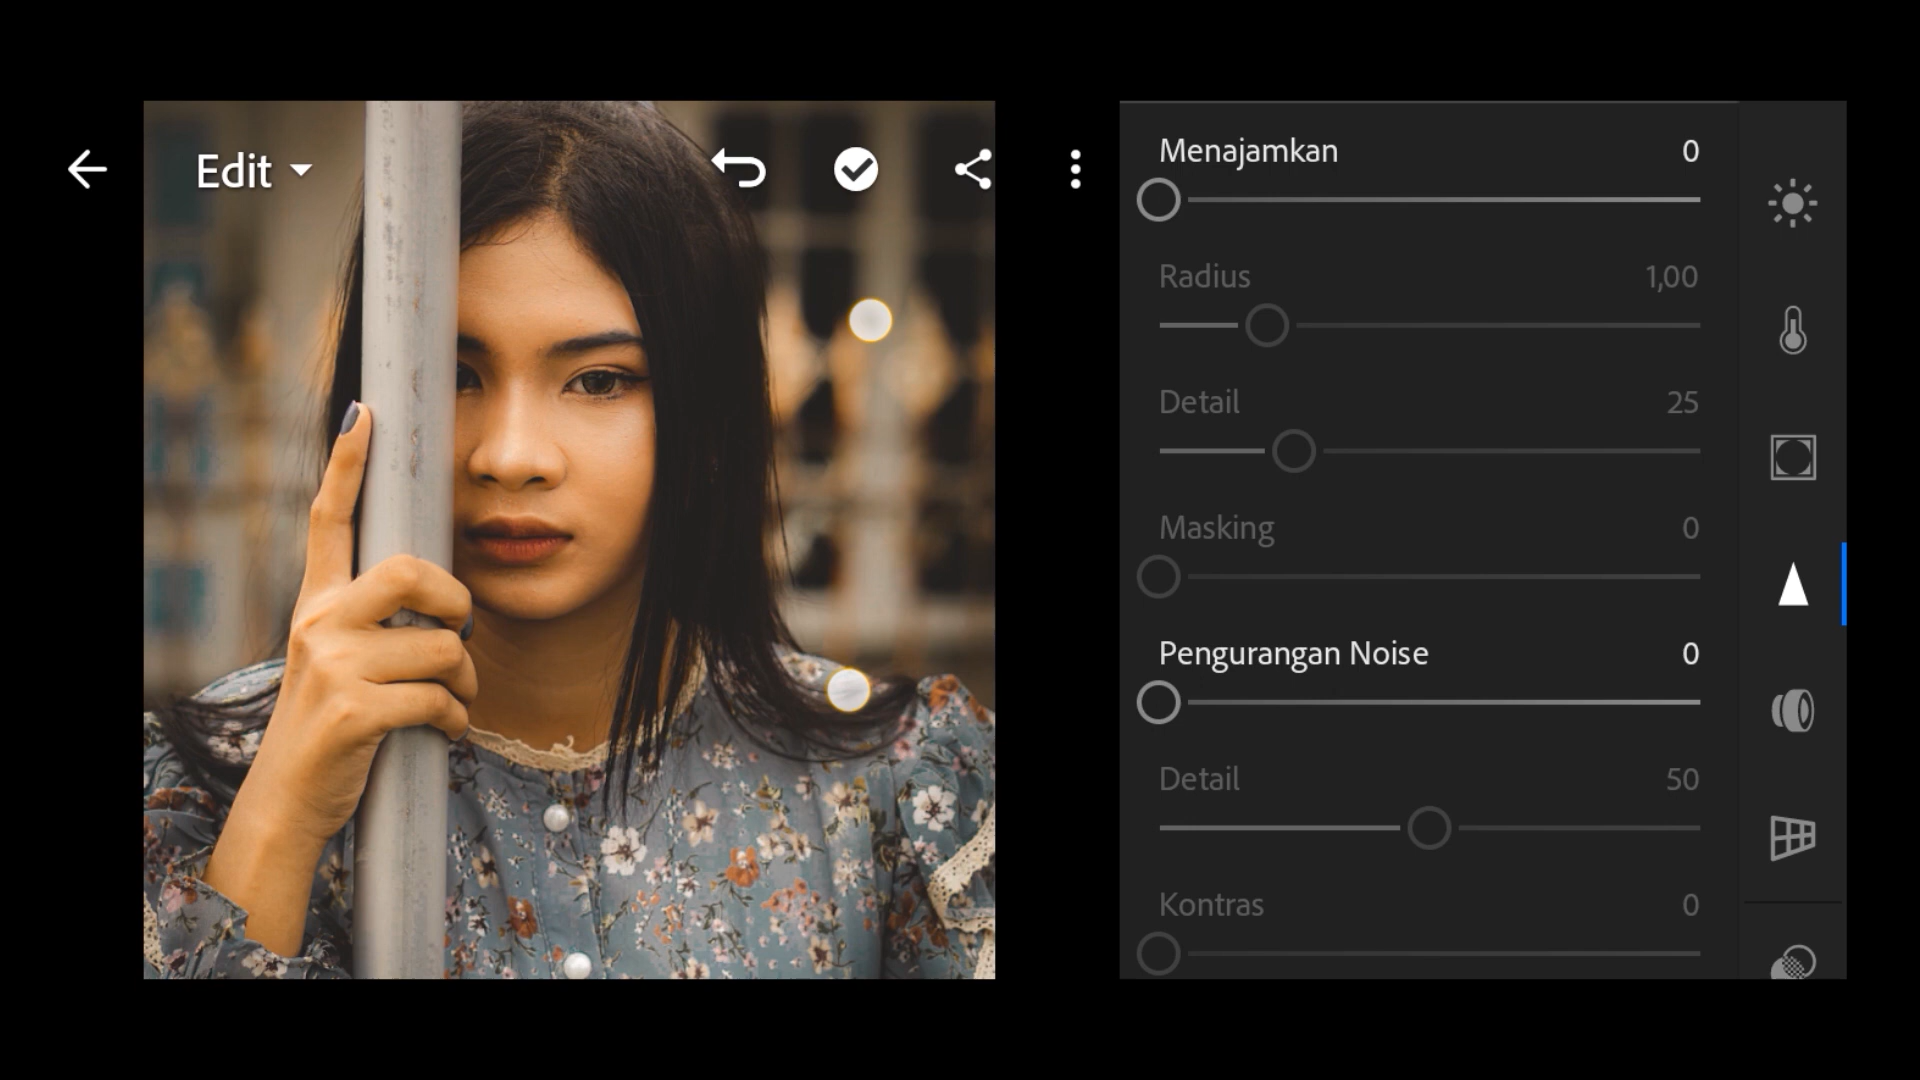 Edit
Menajamkan 0
Radius 1,00
Detail 25
Masking 0
Pengurangan Noise 0
Detail 50
Kontras 0